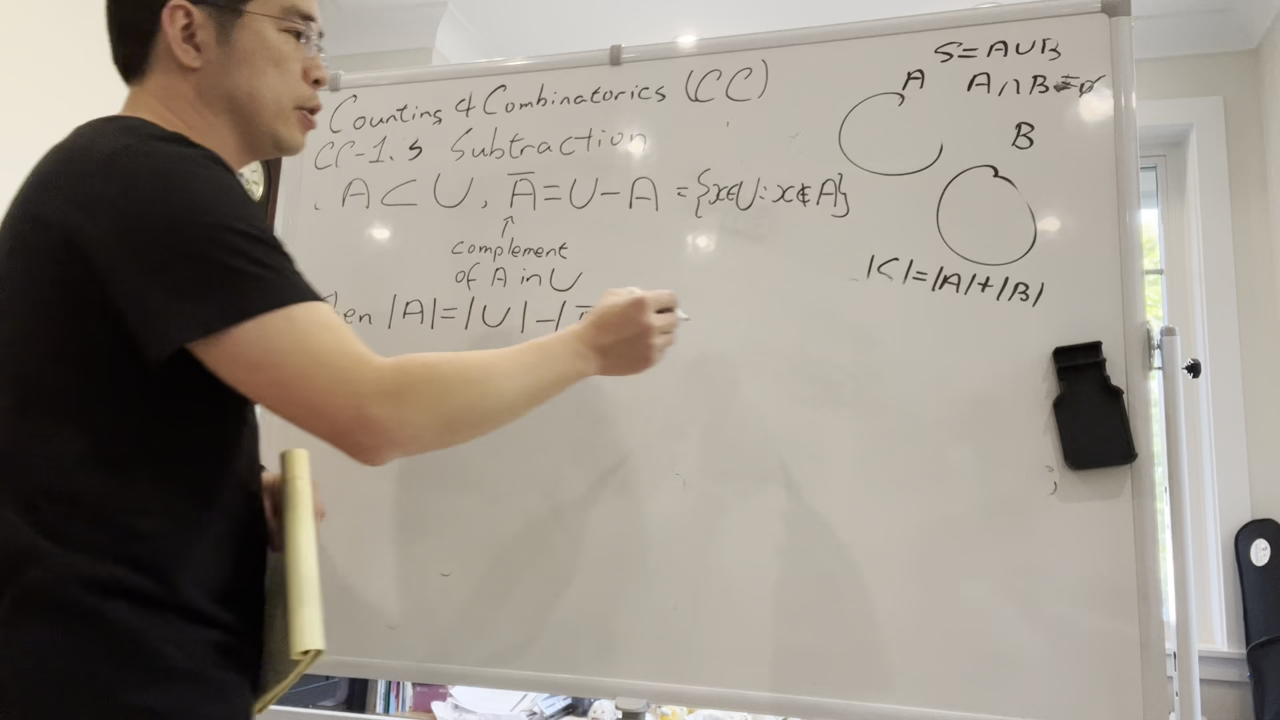 Counting & Combinatorics (CC)
CC-1.5 Subtraction
A ⊂ U, A̅ = U - A = {x∈U: x∉A}
↑
complement
of A in U
|A| = |U| - |
S = A∪B
A∩B = ∅
A
B
|=|A|+|B|